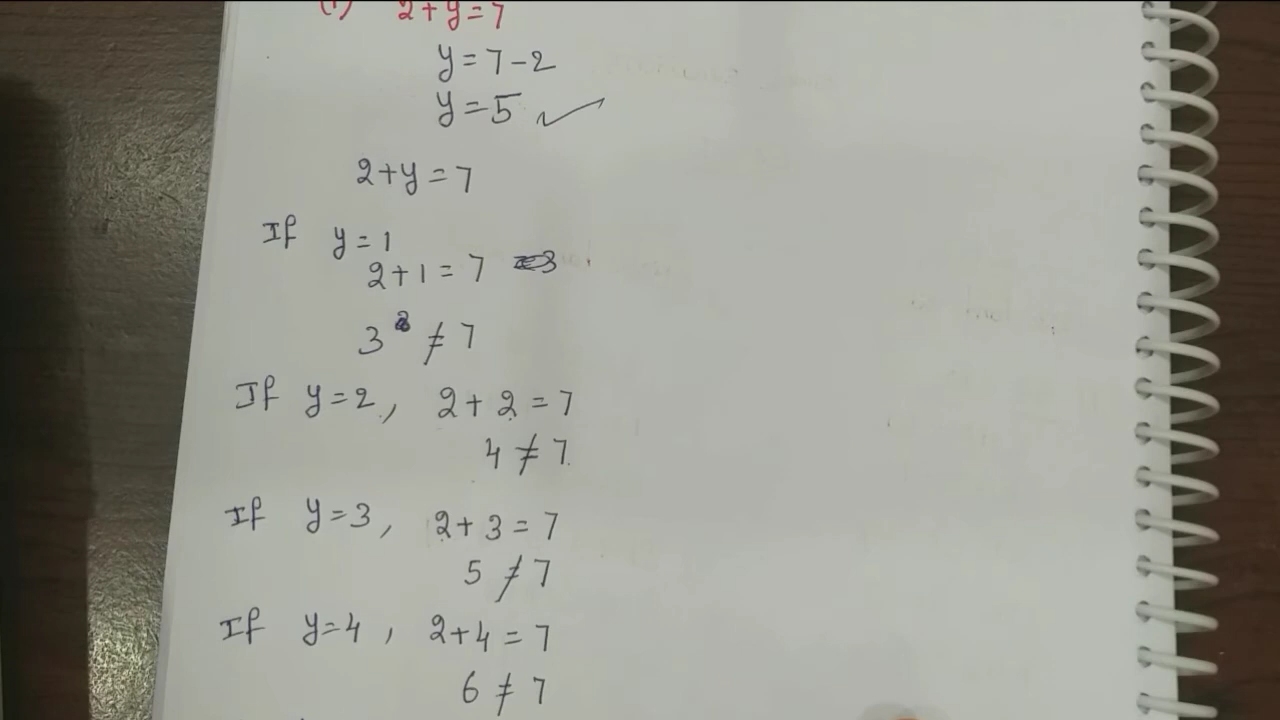 (i) 2+y=7
y=7-2
y=5 ✓
2+y=7
If y=1
2+1=7
3 ≠ 7
If y=2, 2+2=7
4≠7
If y=3, 2+3=7
5≠7
If y=4, 2+4=7
6≠7